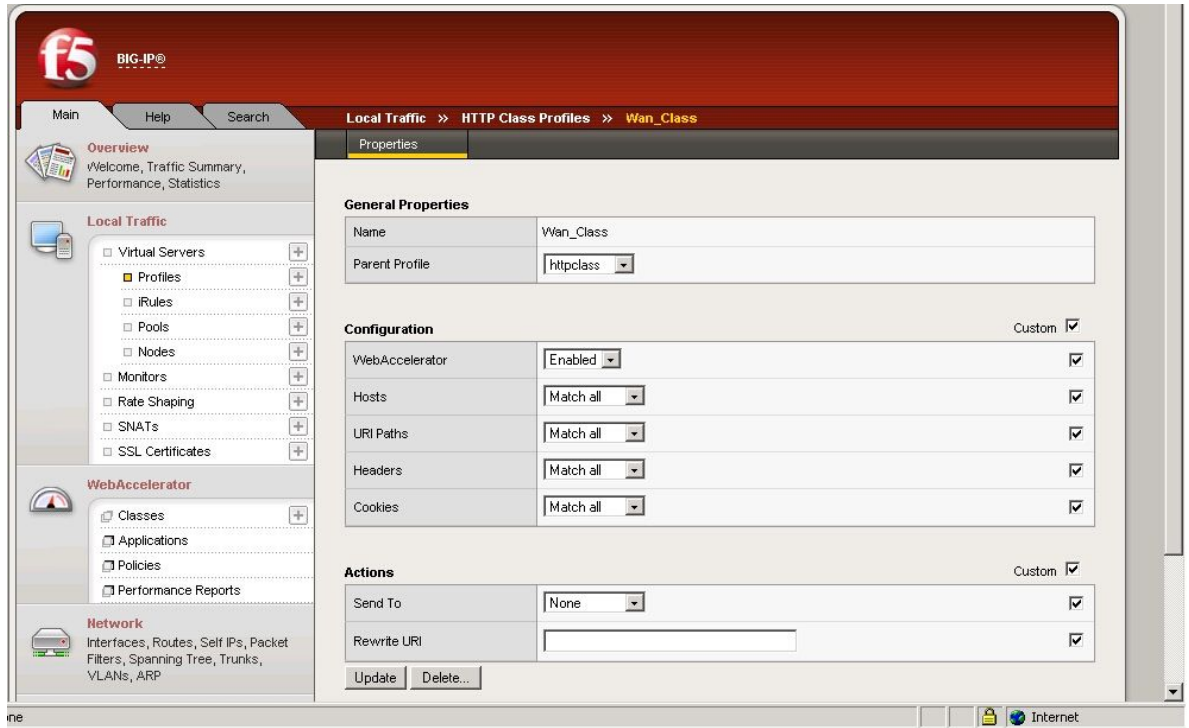 f5
BIG-IP®
Main Help Search
Local Traffic » HTTP Class Profiles » Wan_Class
Properties
Overview
Welcome, Traffic Summary,
Performance, Statistics
Local Traffic
Virtual Servers
Profiles
iRules
Pools
Nodes
Monitors
Rate Shaping
SNATs
SSL Certificates
WebAccelerator
Classes
Applications
Policies
Performance Reports
Network
Interfaces, Routes, Self IPs, Packet
Filters, Spanning Tree, Trunks,
VLANs, ARP
General Properties
Name Wan_Class
Parent Profile httpclass
Configuration Custom
WebAccelerator Enabled
Hosts Match all
URI Paths Match all
Headers Match all
Cookies Match all
Actions Custom
Send To None
Rewrite URI
Update Delete...
one Internet